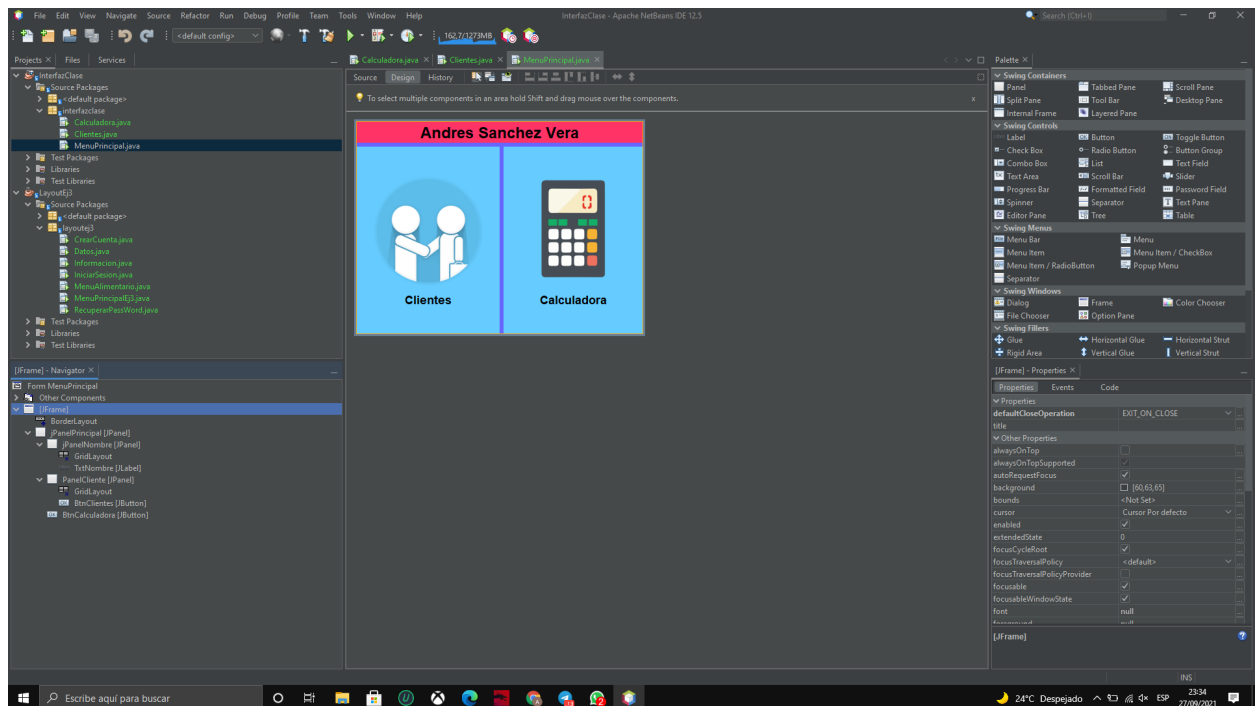 File Edit View Navigate Source Refactor Run Debug Profile Team Tools Window Help
InterfazClase - Apache NetBeans IDE 12.5
Search (Ctrl+I)
<default config>
162,7/1273MB
Projects Files Services
InterfazClase
Source Packages
<default package>
interfazclase
Calculadora.java
Clientes.java
MenuPrincipal.java
Test Packages
Libraries
Test Libraries
LayoutEj3
Source Packages
<default package>
layoutej3
CrearCuenta.java
Datos.java
Informacion.java
IniciarSesion.java
MenuAlimentario.java
MenuPrincipalEj3.java
RecuperarPassWord.java
Test Packages
Libraries
Test Libraries
[JFrame] - Navigator
Form MenuPrincipal
Other Components
[JFrame]
BorderLayout
jPanelPrincipal [JPanel]
jPanelNombre [JPanel]
GridLayout
TxtNombre [JLabel]
PanelCliente [JPanel]
GridLayout
BtnClientes [JButton]
BtnCalculadora [JButton]
Calculadora.java Clientes.java MenuPrincipal.java
Source Design History
To select multiple components in an area hold Shift and drag mouse over the components.
Andres Sanchez Vera
0
Clientes Calculadora
Palette
Swing Containers
Panel Tabbed Pane Scroll Pane
Split Pane Tool Bar Desktop Pane
Internal Frame Layered Pane
Swing Controls
Label Button Toggle Button
Check Box Radio Button Button Group
Combo Box List Text Field
Text Area Scroll Bar Slider
Progress Bar Formatted Field Password Field
Spinner Separator Text Pane
Editor Pane Tree Table
Swing Menus
Menu Bar Menu
Menu Item Menu Item / CheckBox
Menu Item / RadioButton Popup Menu
Separator
Swing Windows
Dialog Frame Color Chooser
File Chooser Option Pane
Swing Fillers
Glue Horizontal Glue Horizontal Strut
Rigid Area Vertical Glue Vertical Strut
[JFrame] - Properties
Properties Events Code
Properties
defaultCloseOperation EXIT_ON_CLOSE
title
Other Properties
alwaysOnTop
alwaysOnTopSupported
autoRequestFocus
background [60,63,65]
bounds <Not Set>
cursor Cursor Por defecto
enabled
extendedState 0
focusCycleRoot
focusTraversalPolicy <default>
focusTraversalPolicyProvider
focusable
focusableWindowState
font null
foreground null
[JFrame]
INS
Escribe aquí para buscar
24°C Despejado
ESP
23:34
27/09/2021